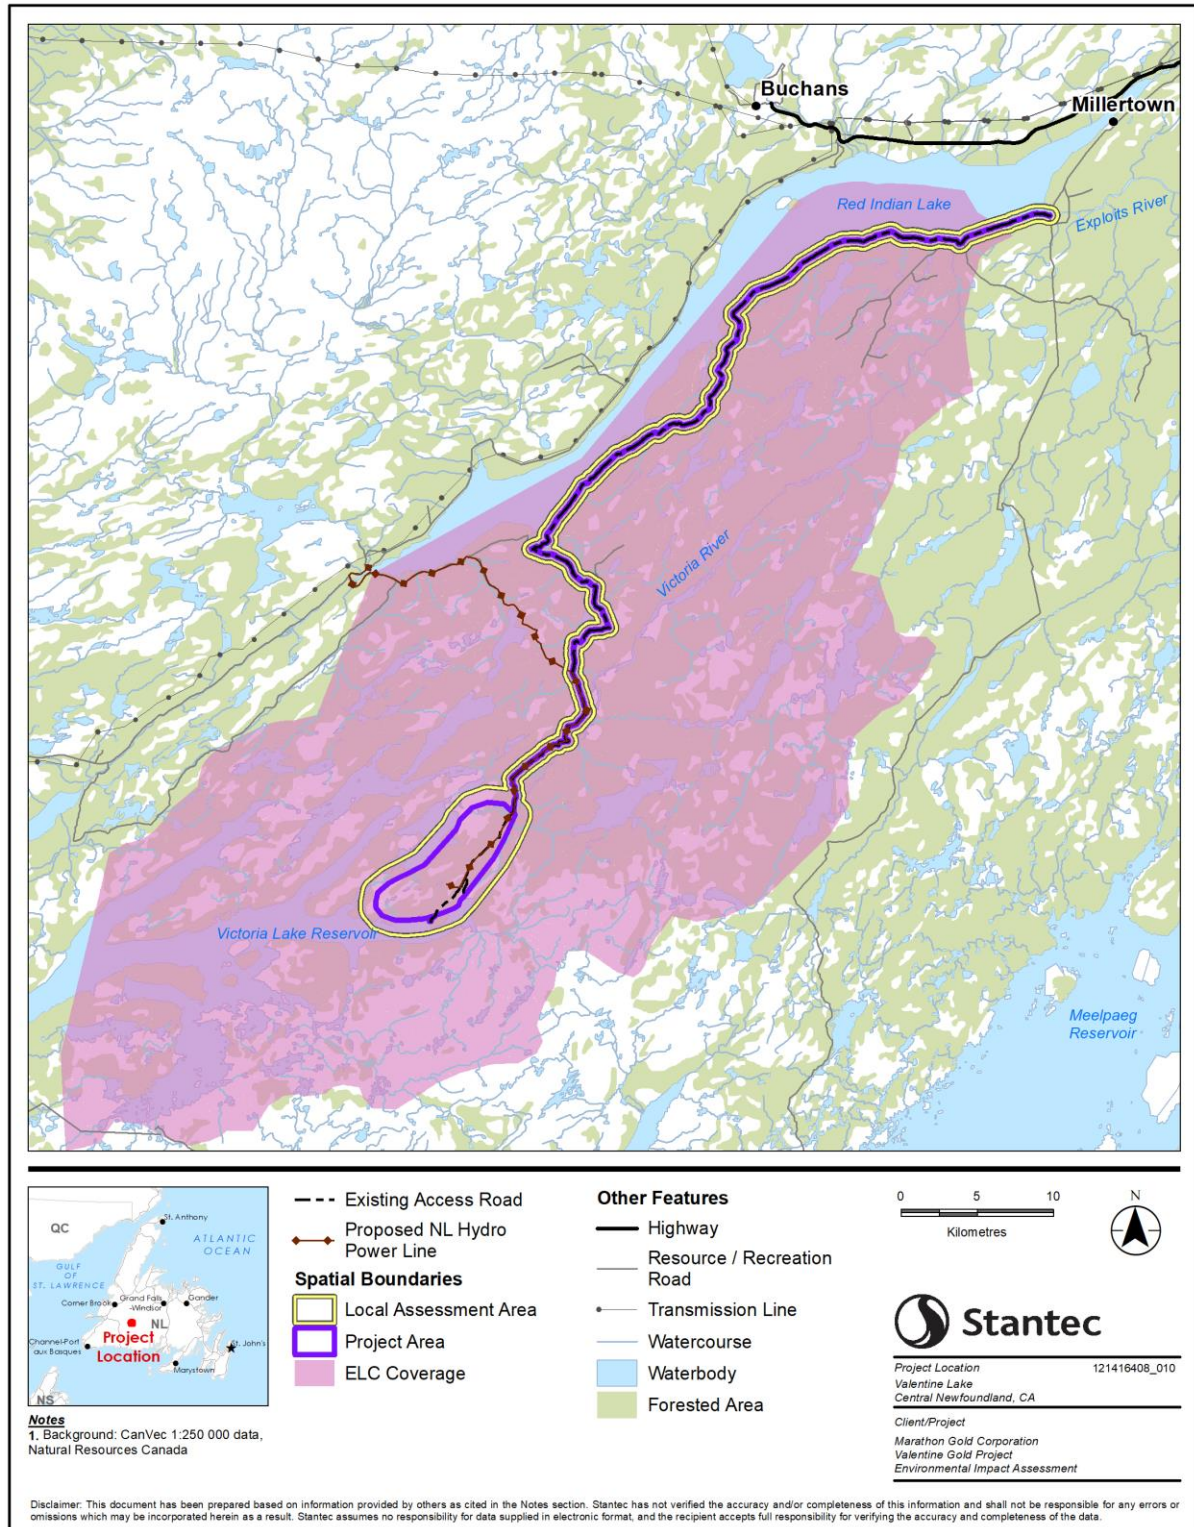 Buchans
Millertown
Red Indian Lake
Exploits River
Victoria River
Victoria Lake Reservoir
Meelpaeg
Reservoir
QC
St. Anthony
ATLANTIC
OCEAN
GULF
OF
ST. LAWRENCE
Corner Brook
Grand Falls
-Windsor
Gander
NL
Project
Location
St. John's
Channel-Port
aux Basques
Marystown
NS
Notes
1. Background: CanVec 1:250 000 data,
Natural Resources Canada
Existing Access Road
Proposed NL Hydro
Power Line
Spatial Boundaries
Local Assessment Area
Project Area
ELC Coverage
Other Features
Highway
Resource / Recreation
Road
Transmission Line
Watercourse
Waterbody
Forested Area
0 5 10
Kilometres
N
Stantec
Project Location 121416408_010
Valentine Lake
Central Newfoundland, CA
Client/Project
Marathon Gold Corporation
Valentine Gold Project
Environmental Impact Assessment
Disclaimer: This document has been prepared based on information provided by others as cited in the Notes section. Stantec has not verified the accuracy and/or completeness of this information and shall not be responsible for any errors or
omissions which may be incorporated herein as a result. Stantec assumes no responsibility for data supplied in electronic format, and the recipient accepts full responsibility for verifying the accuracy and completeness of the data.